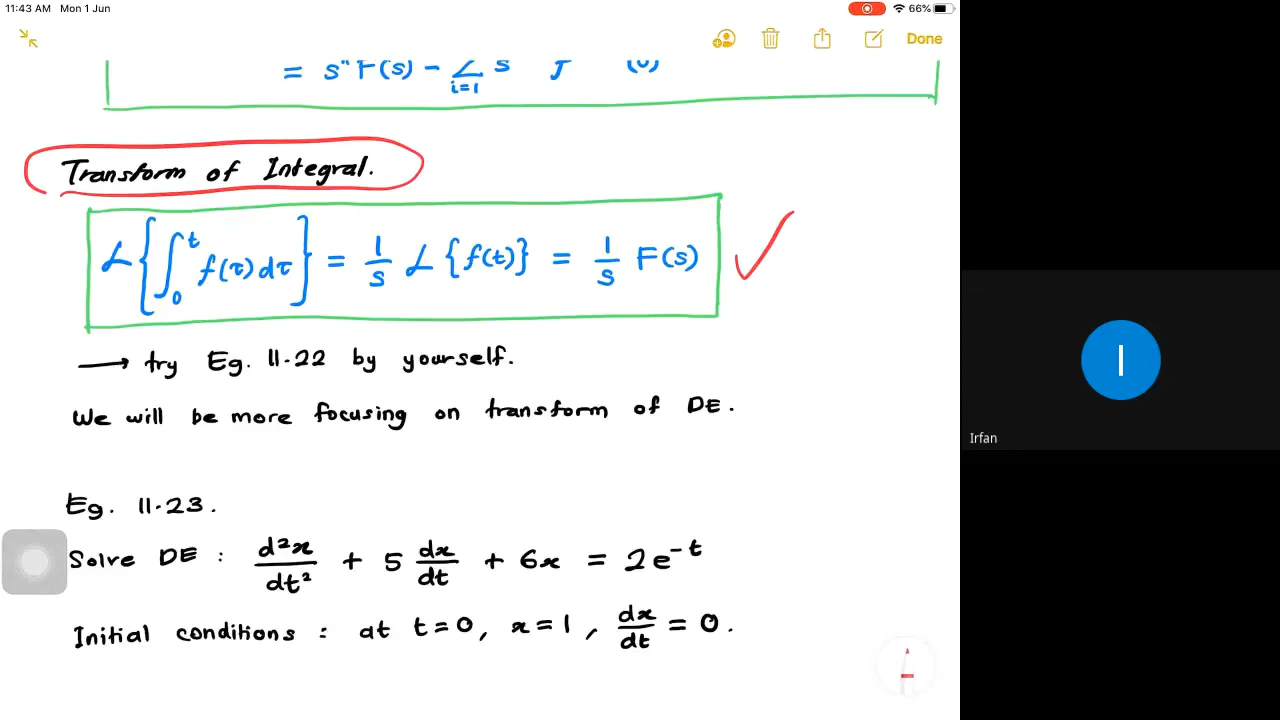 11:43 AM Mon 1 Jun
66%
Done
= sⁿ F(s) − Σ i=1 s (0)
Transform of Integral.
ℒ{∫₀ᵗ f(τ)dτ} = 1/s ℒ{f(t)} = 1/s F(s)
→ try Eg. 11.22 by yourself.
We will be more focusing on transform of DE.
Eg. 11.23.
Solve DE : d²x/dt² + 5 dx/dt + 6x = 2e⁻ᵗ
Initial conditions : at t=0, x=1, dx/dt = 0.
I
Irfan